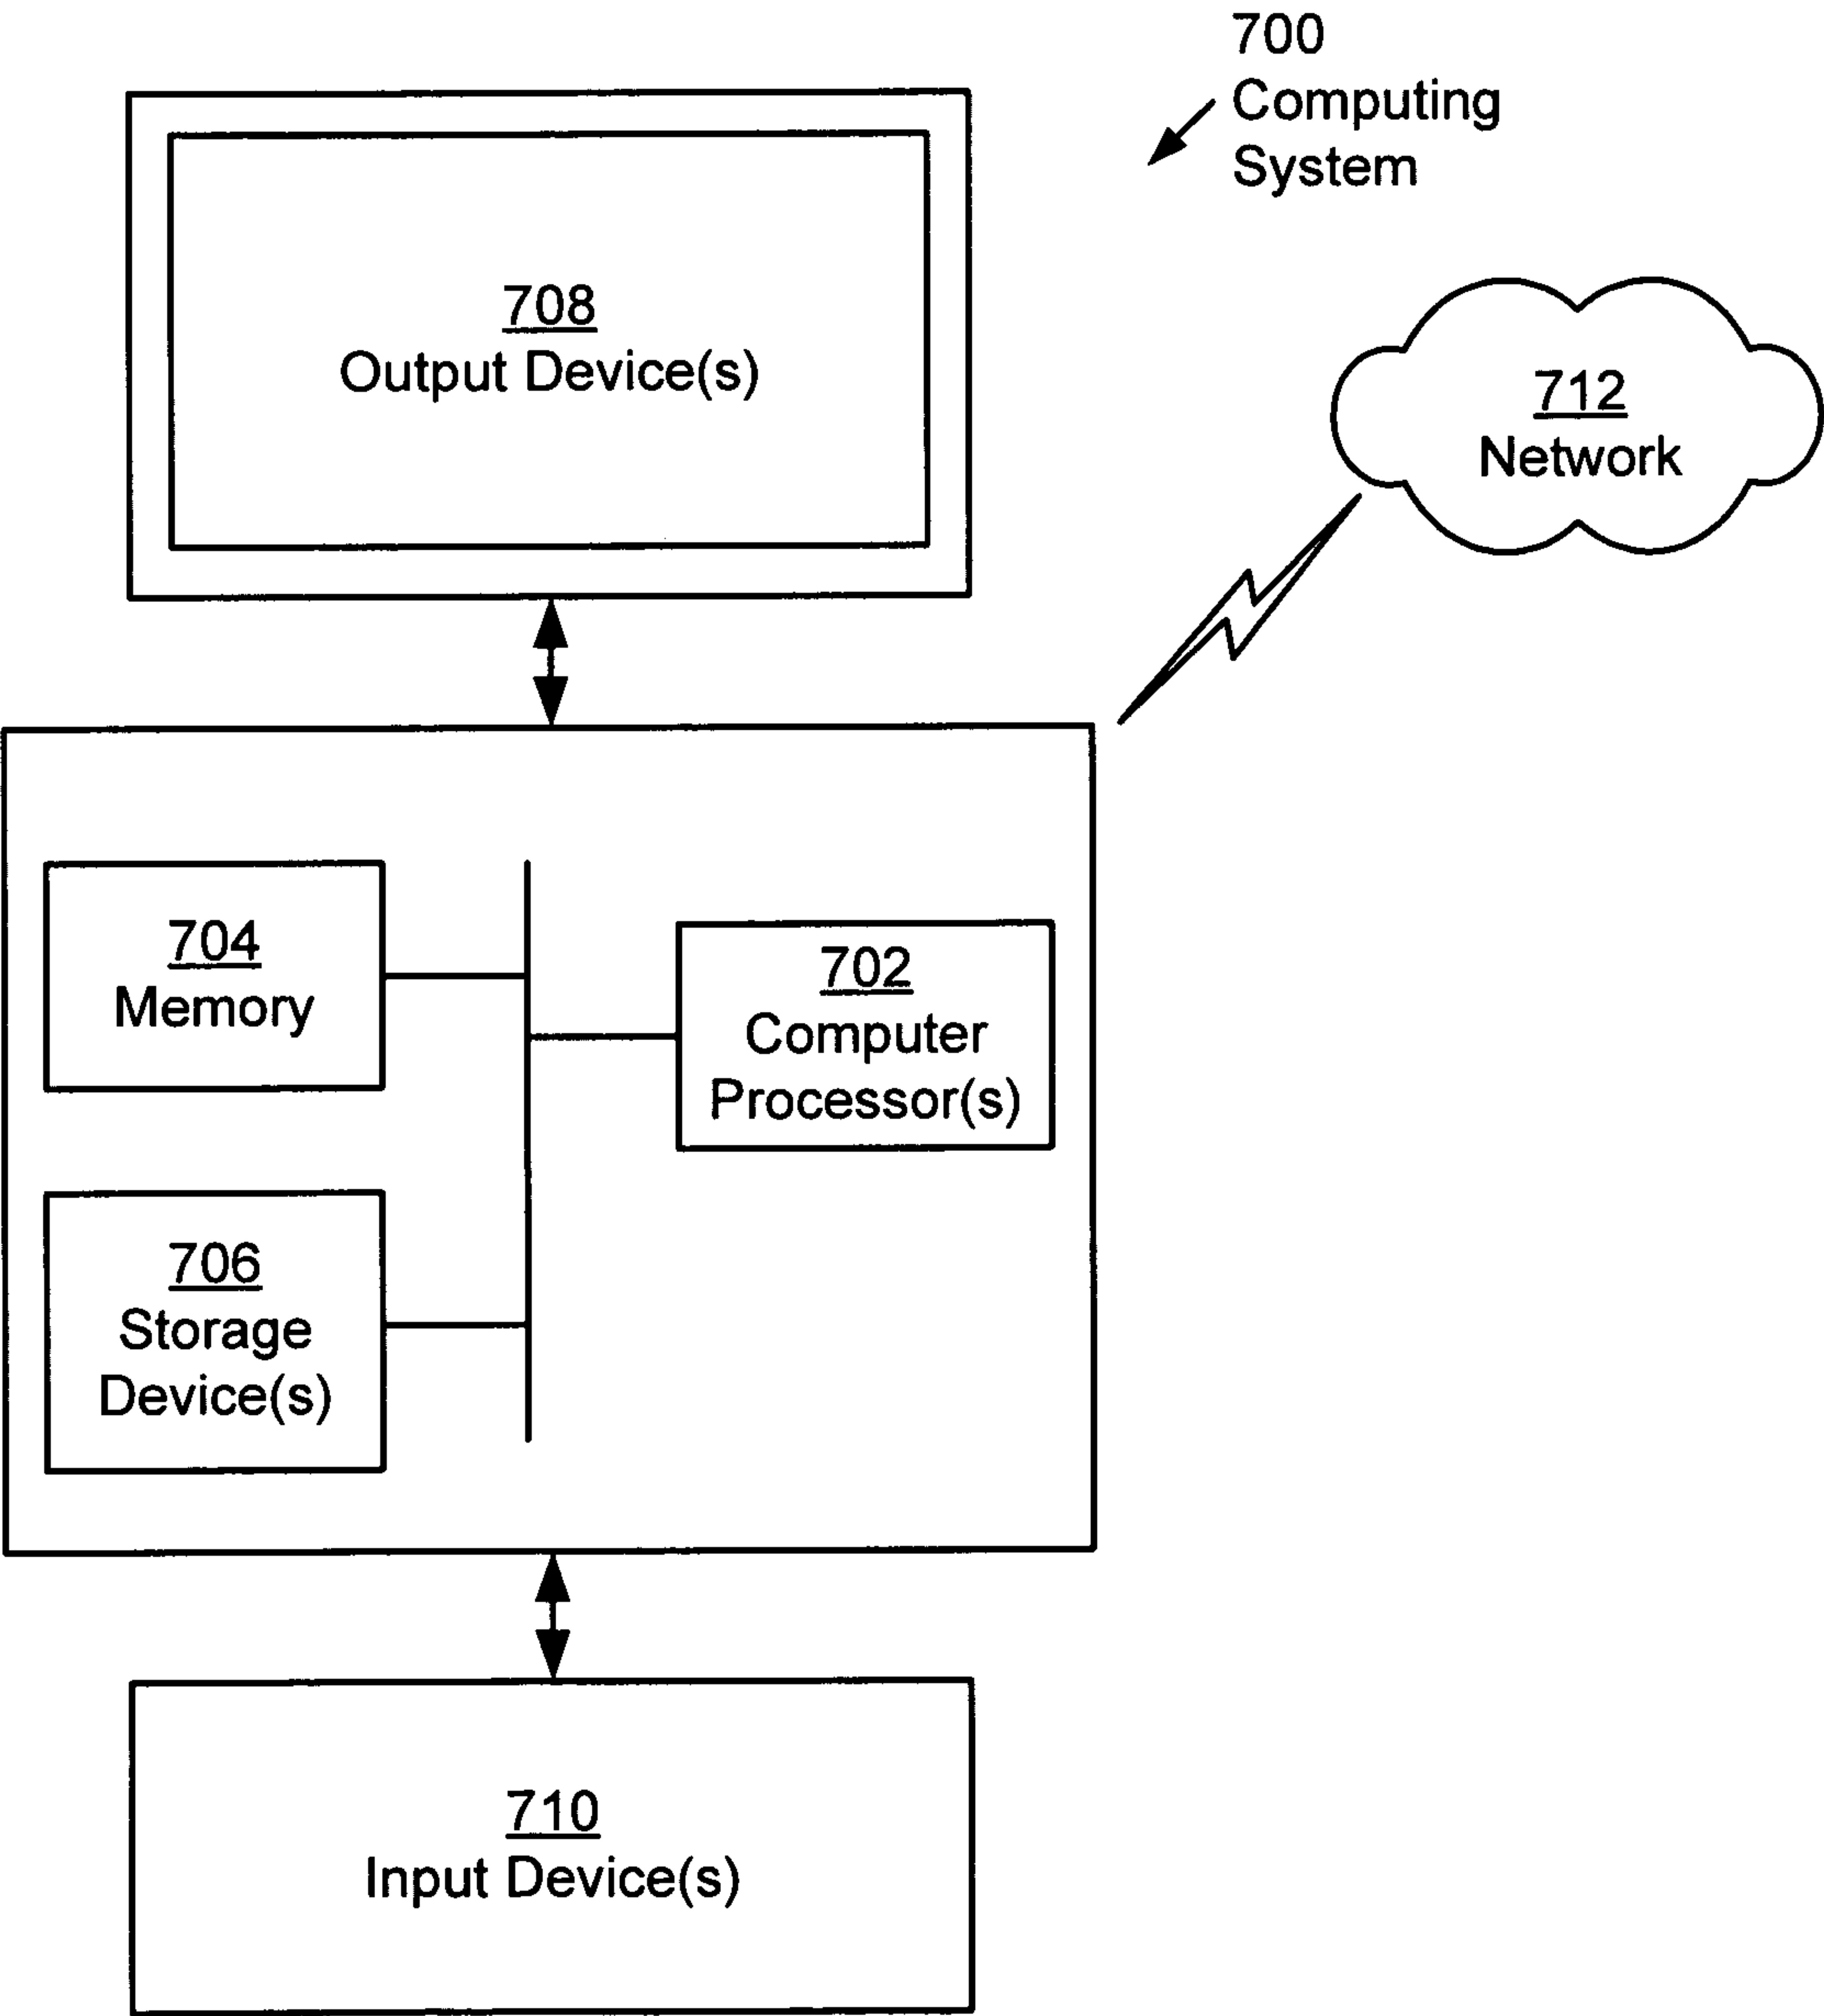 700
Computing
System
708
Output Device(s)
712
Network
704
Memory
702
Computer
Processor(s)
706
Storage
Device(s)
710
Input Device(s)